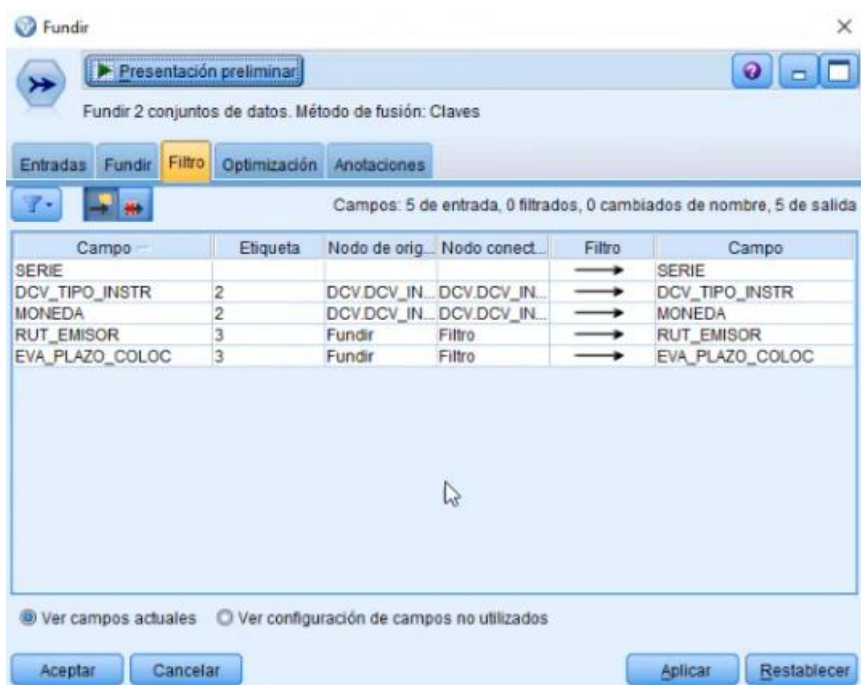 Fundir
Presentación preliminar
Fundir 2 conjuntos de datos. Método de fusión: Claves
Entradas Fundir Filtro Optimización Anotaciones
Campos: 5 de entrada, 0 filtrados, 0 cambiados de nombre, 5 de salida
Campo Etiqueta Nodo de orig... Nodo conect... Filtro Campo
SERIE SERIE
DCV_TIPO_INSTR 2 DCV.DCV_IN... DCV.DCV_IN... DCV_TIPO_INSTR
MONEDA 2 DCV.DCV_IN... DCV.DCV_IN... MONEDA
RUT_EMISOR 3 Fundir Filtro RUT_EMISOR
EVA_PLAZO_COLOC 3 Fundir Filtro EVA_PLAZO_COLOC
Ver campos actuales Ver configuración de campos no utilizados
Aceptar Cancelar Aplicar Restablecer